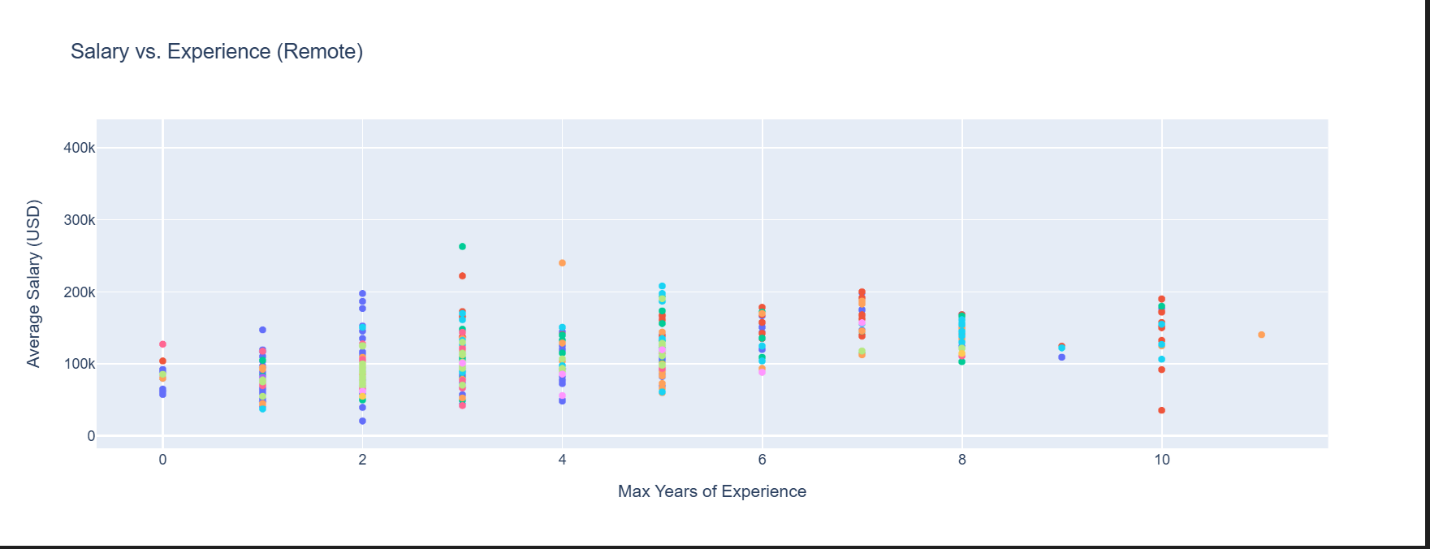 Salary vs. Experience (Remote)
400k
300k
200k
100k
0
Average Salary (USD)
0 2 4 6 8 10
Max Years of Experience